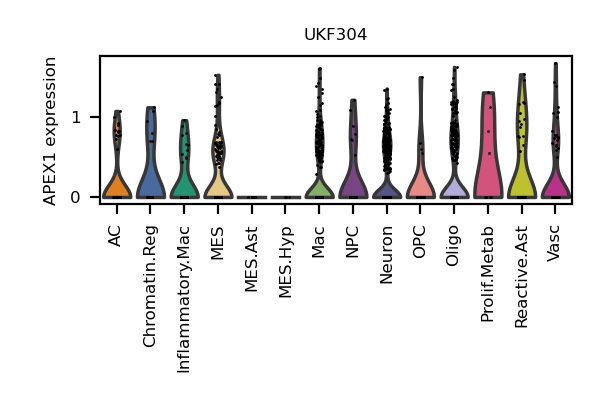 UKF304
APEX1 expression
1
0
AC
Chromatin.Reg
Inflammatory.Mac
MES
MES.Ast
MES.Hyp
Mac
NPC
Neuron
OPC
Oligo
Prolif.Metab
Reactive.Ast
Vasc